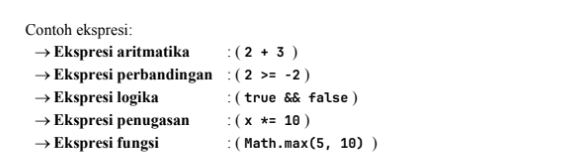 Contoh ekspresi:
→ Ekspresi aritmatika : ( 2 + 3 )
→ Ekspresi perbandingan : ( 2 >= -2 )
→ Ekspresi logika : ( true && false )
→ Ekspresi penugasan : ( x *= 10 )
→ Ekspresi fungsi : ( Math.max(5, 10) )